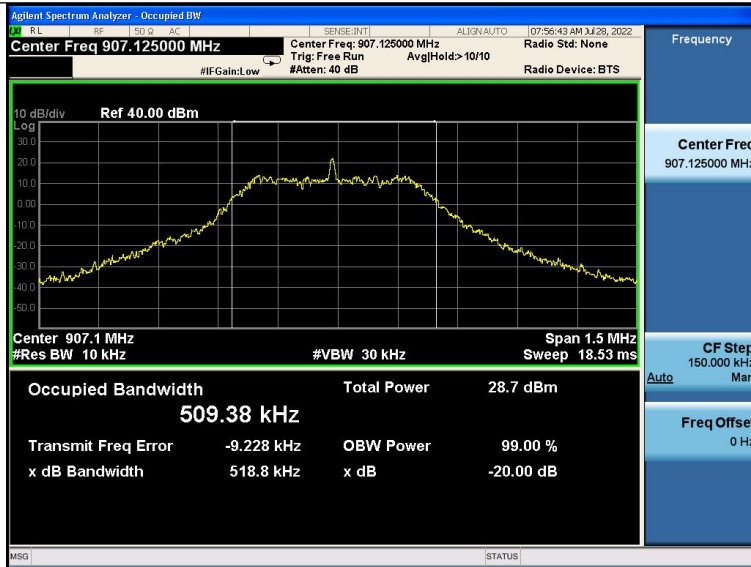 Agilent Spectrum Analyzer - Occupied BW
LXI RL RF 50 Ω AC SENSE:INT ALIGN AUTO 07:56:43 AM Jul 28, 2022
Center Freq 907.125000 MHz Center Freq: 907.125000 MHz Radio Std: None
Trig: Free Run Avg|Hold:>10/10
#IFGain:Low #Atten: 40 dB Radio Device: BTS
Frequency
10 dB/div Ref 40.00 dBm
Log
30.0
20.0
10.0
0.00
-10.0
-20.0
-30.0
-40.0
-50.0
Center 907.1 MHz Span 1.5 MHz
#Res BW 10 kHz #VBW 30 kHz Sweep 18.53 ms
Occupied Bandwidth Total Power 28.7 dBm
509.38 kHz
Transmit Freq Error -9.228 kHz OBW Power 99.00 %
x dB Bandwidth 518.8 kHz x dB -20.00 dB
Center Freq
907.125000 MHz
CF Step
150.000 kHz
Auto Man
Freq Offset
0 Hz
MSG STATUS